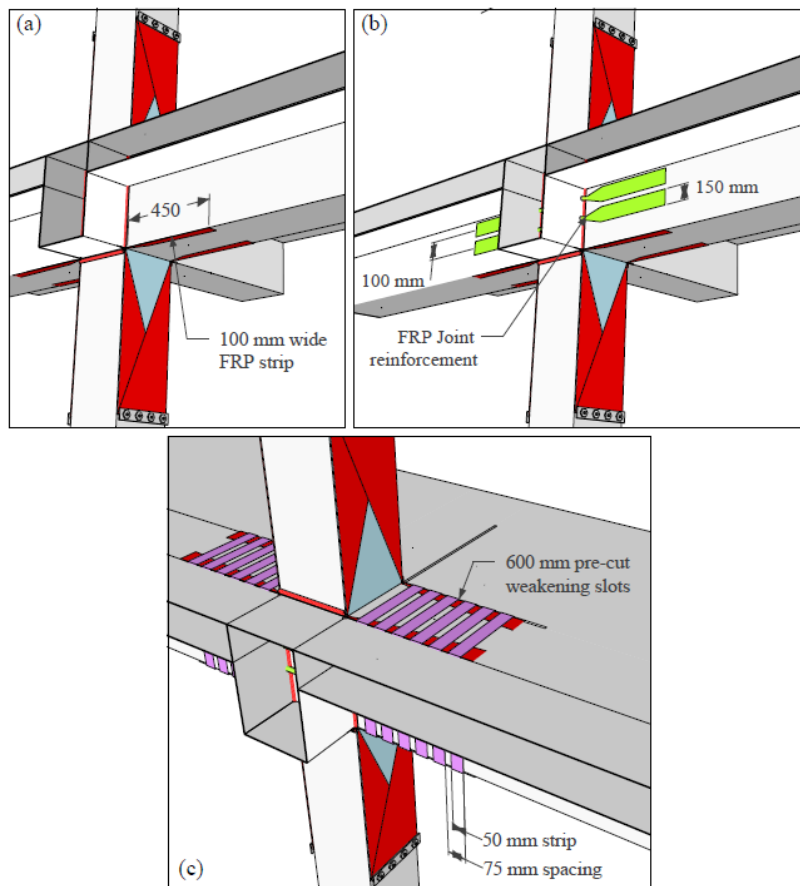 (a)
450
100 mm wide
FRP strip
(b)
150 mm
100 mm
FRP Joint
reinforcement
600 mm pre-cut
weakening slots
50 mm strip
75 mm spacing
(c)